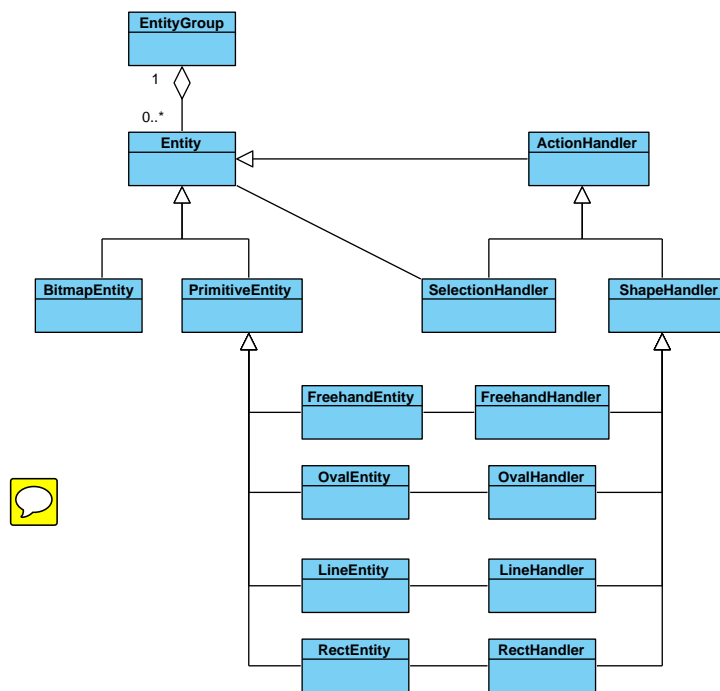 EntityGroup
1
0..*
Entity
ActionHandler
BitmapEntity
PrimitiveEntity
SelectionHandler
ShapeHandler
FreehandEntity
FreehandHandler
OvalEntity
OvalHandler
LineEntity
LineHandler
RectEntity
RectHandler